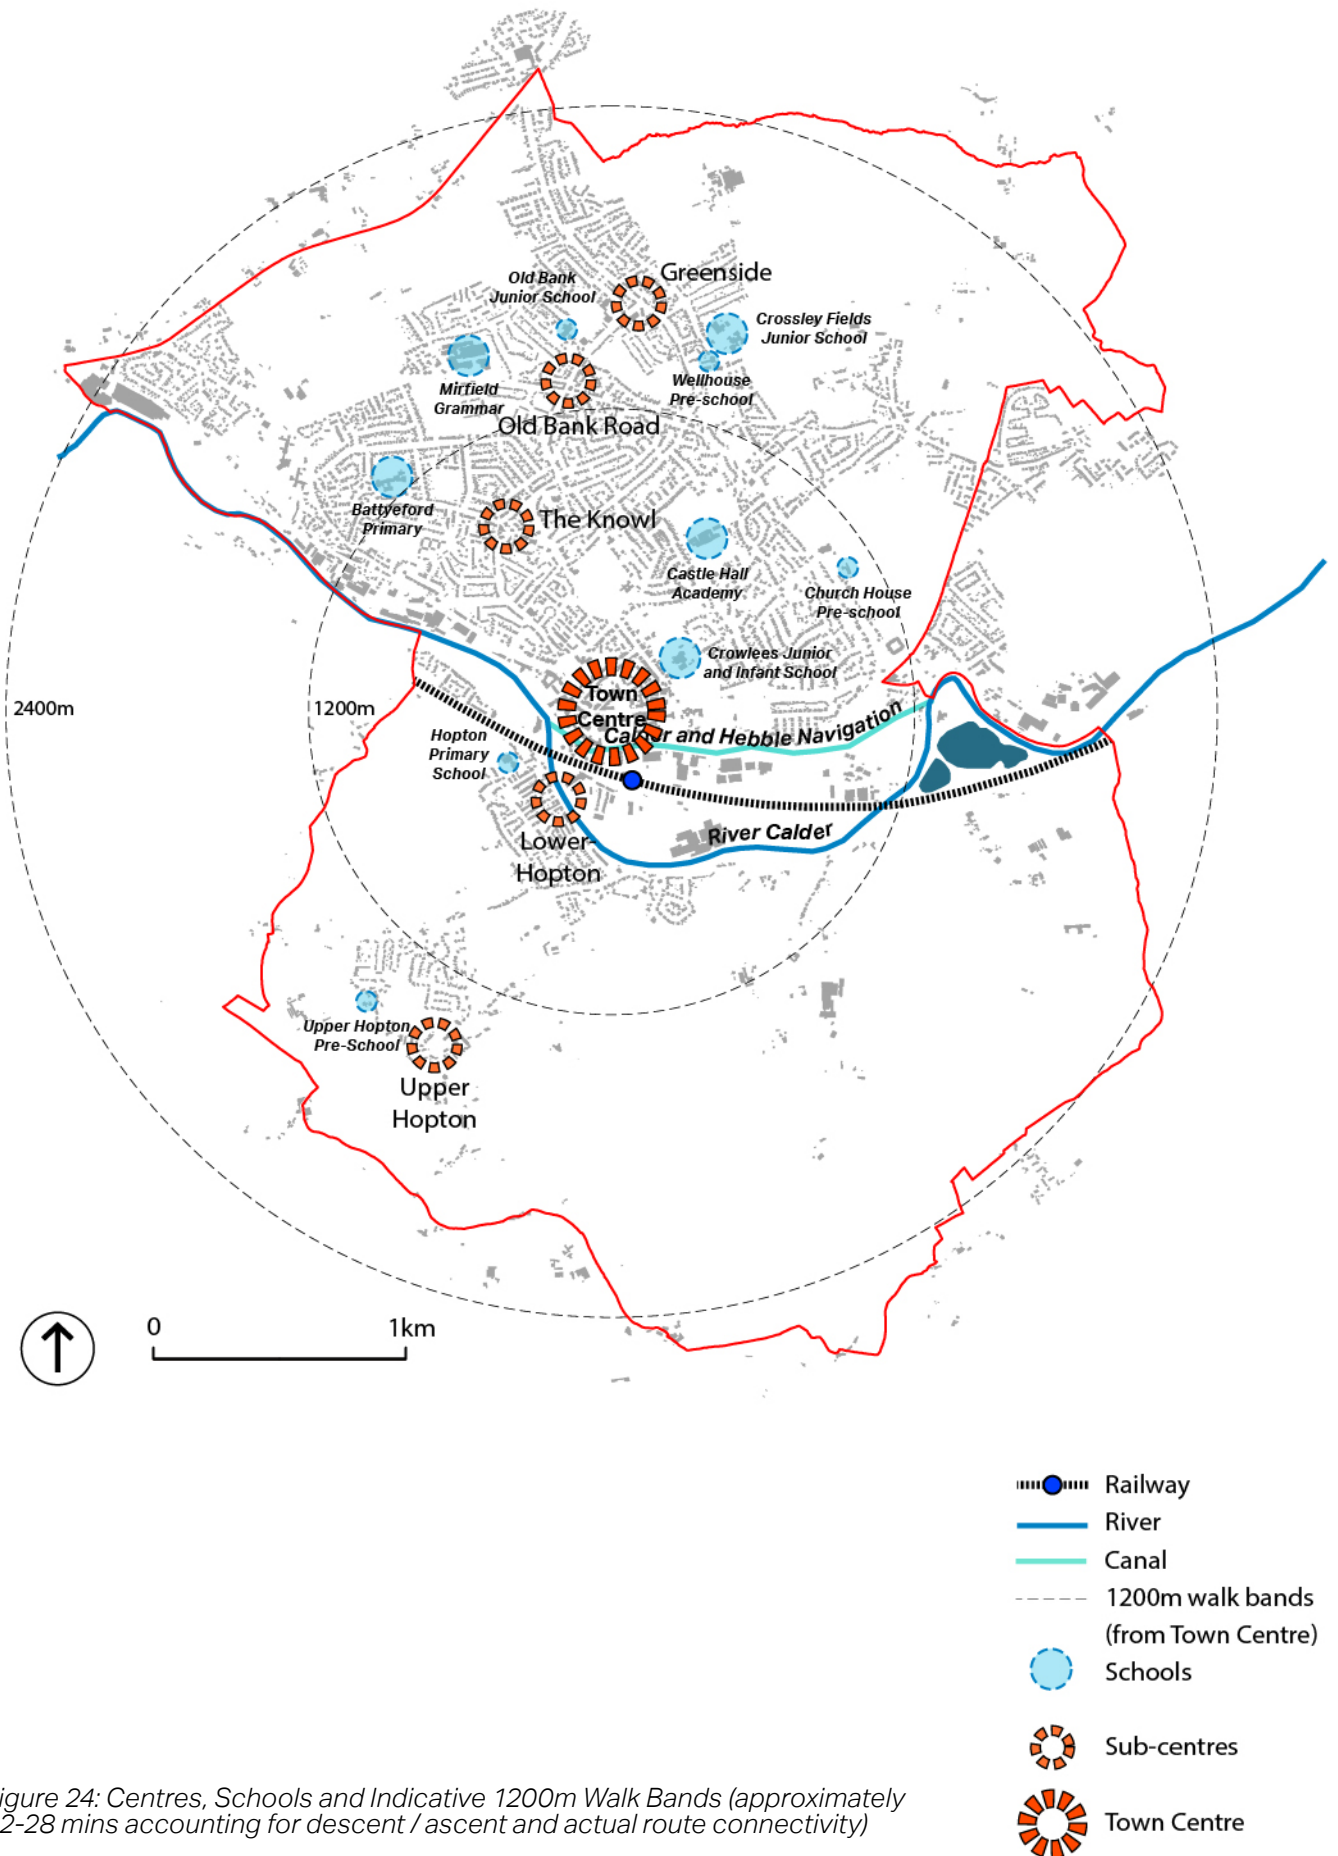 Greenside
Old Bank
Junior School
Crossley Fields
Junior School
Mirfield
Grammar
Wellhouse
Pre-school
Old Bank Road
Battyeford
Primary
The Knowl
Castle Hall
Academy
Church House
Pre-school
Crowlees Junior
and Infant School
2400m
1200m
Town
Centre
Calder and Hebble Navigation
Hopton
Primary
School
River Calder
Lower-
Hopton
Upper Hopton
Pre-School
Upper
Hopton
0 1km
Railway
River
Canal
1200m walk bands
(from Town Centre)
Schools
Sub-centres
Town Centre
igure 24: Centres, Schools and Indicative 1200m Walk Bands (approximately
2-28 mins accounting for descent / ascent and actual route connectivity)